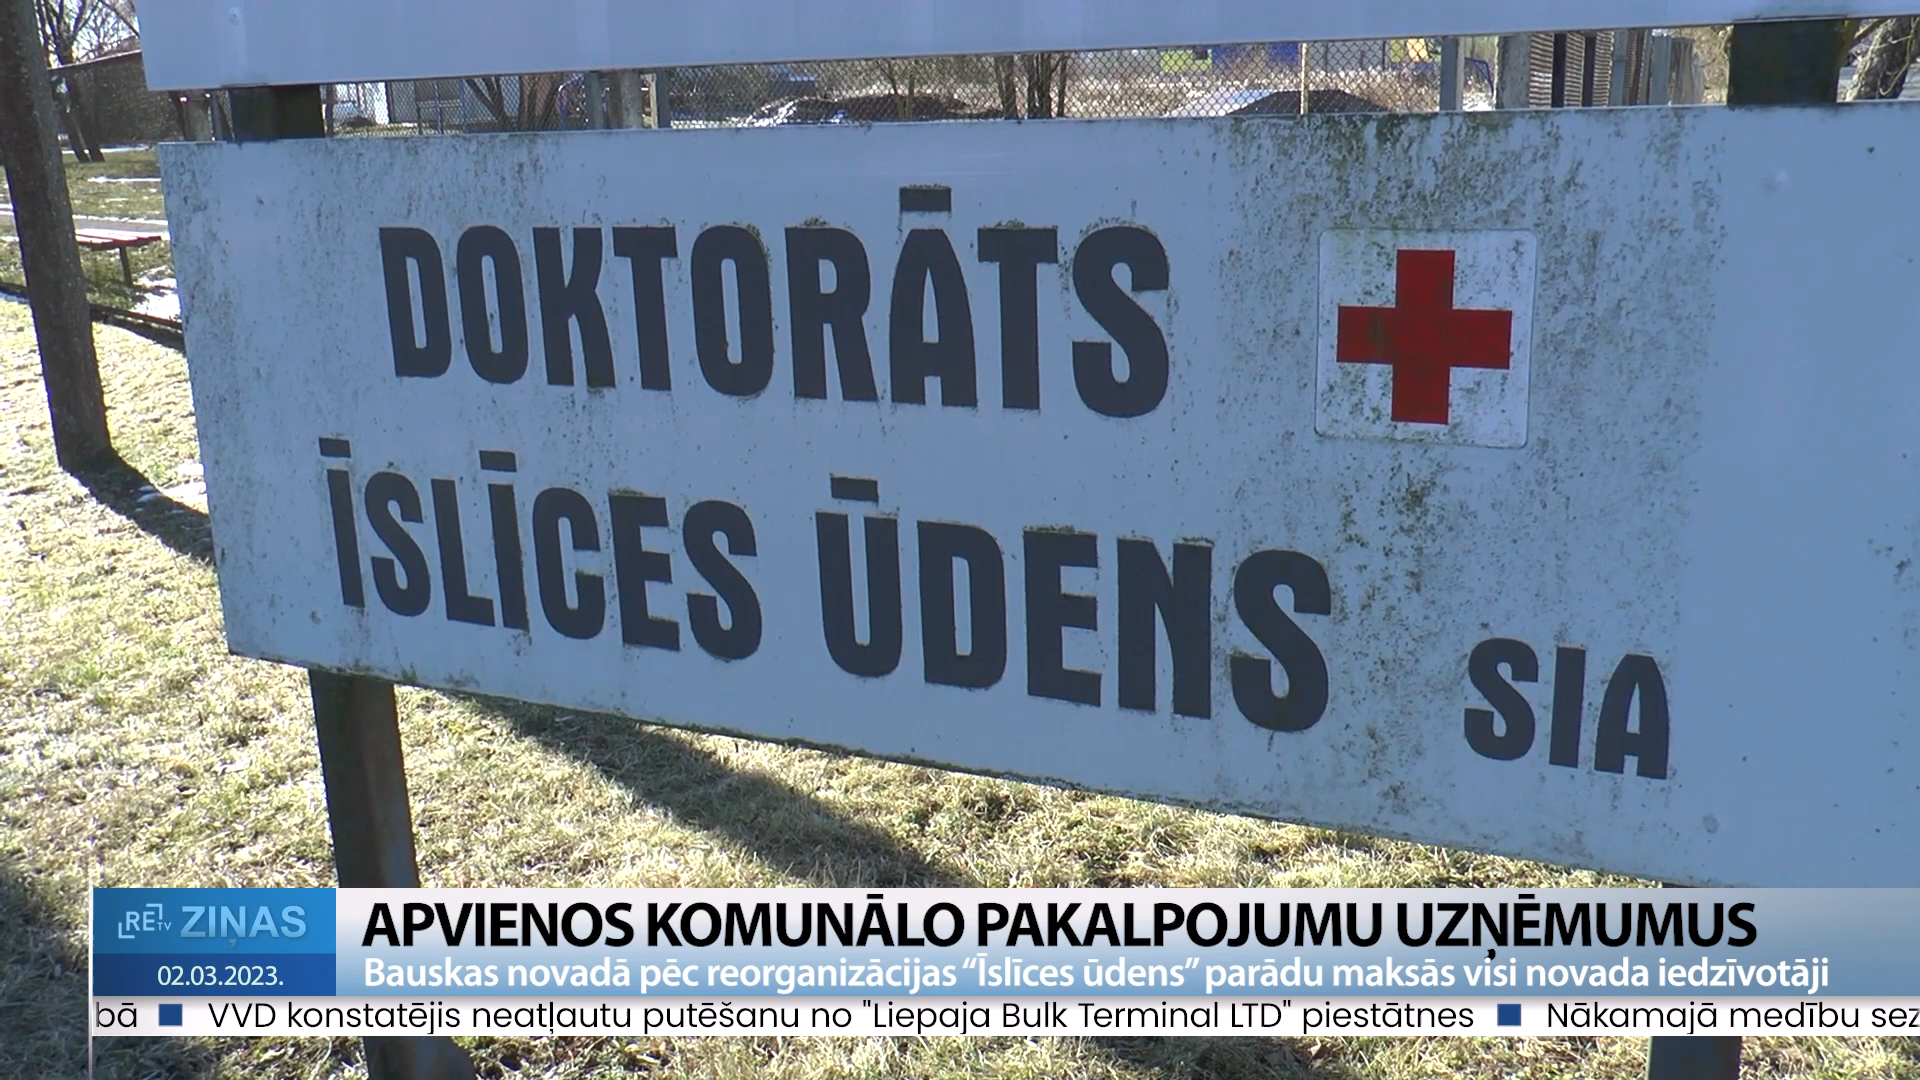 DOKTORĀTS
ĪSLĪCES ŪDENS SIA
RE TV ZIŅAS
APVIENOS KOMUNĀLO PAKALPOJUMU UZŅĒMUMUS
02.03.2023.
Bauskas novadā pēc reorganizācijas “Īslīces ūdens” parādu maksās visi novada iedzīvotāji
bā VVD konstatējis neatļautu putēšanu no "Liepaja Bulk Terminal LTD" piestātnes Nākamajā medību sez